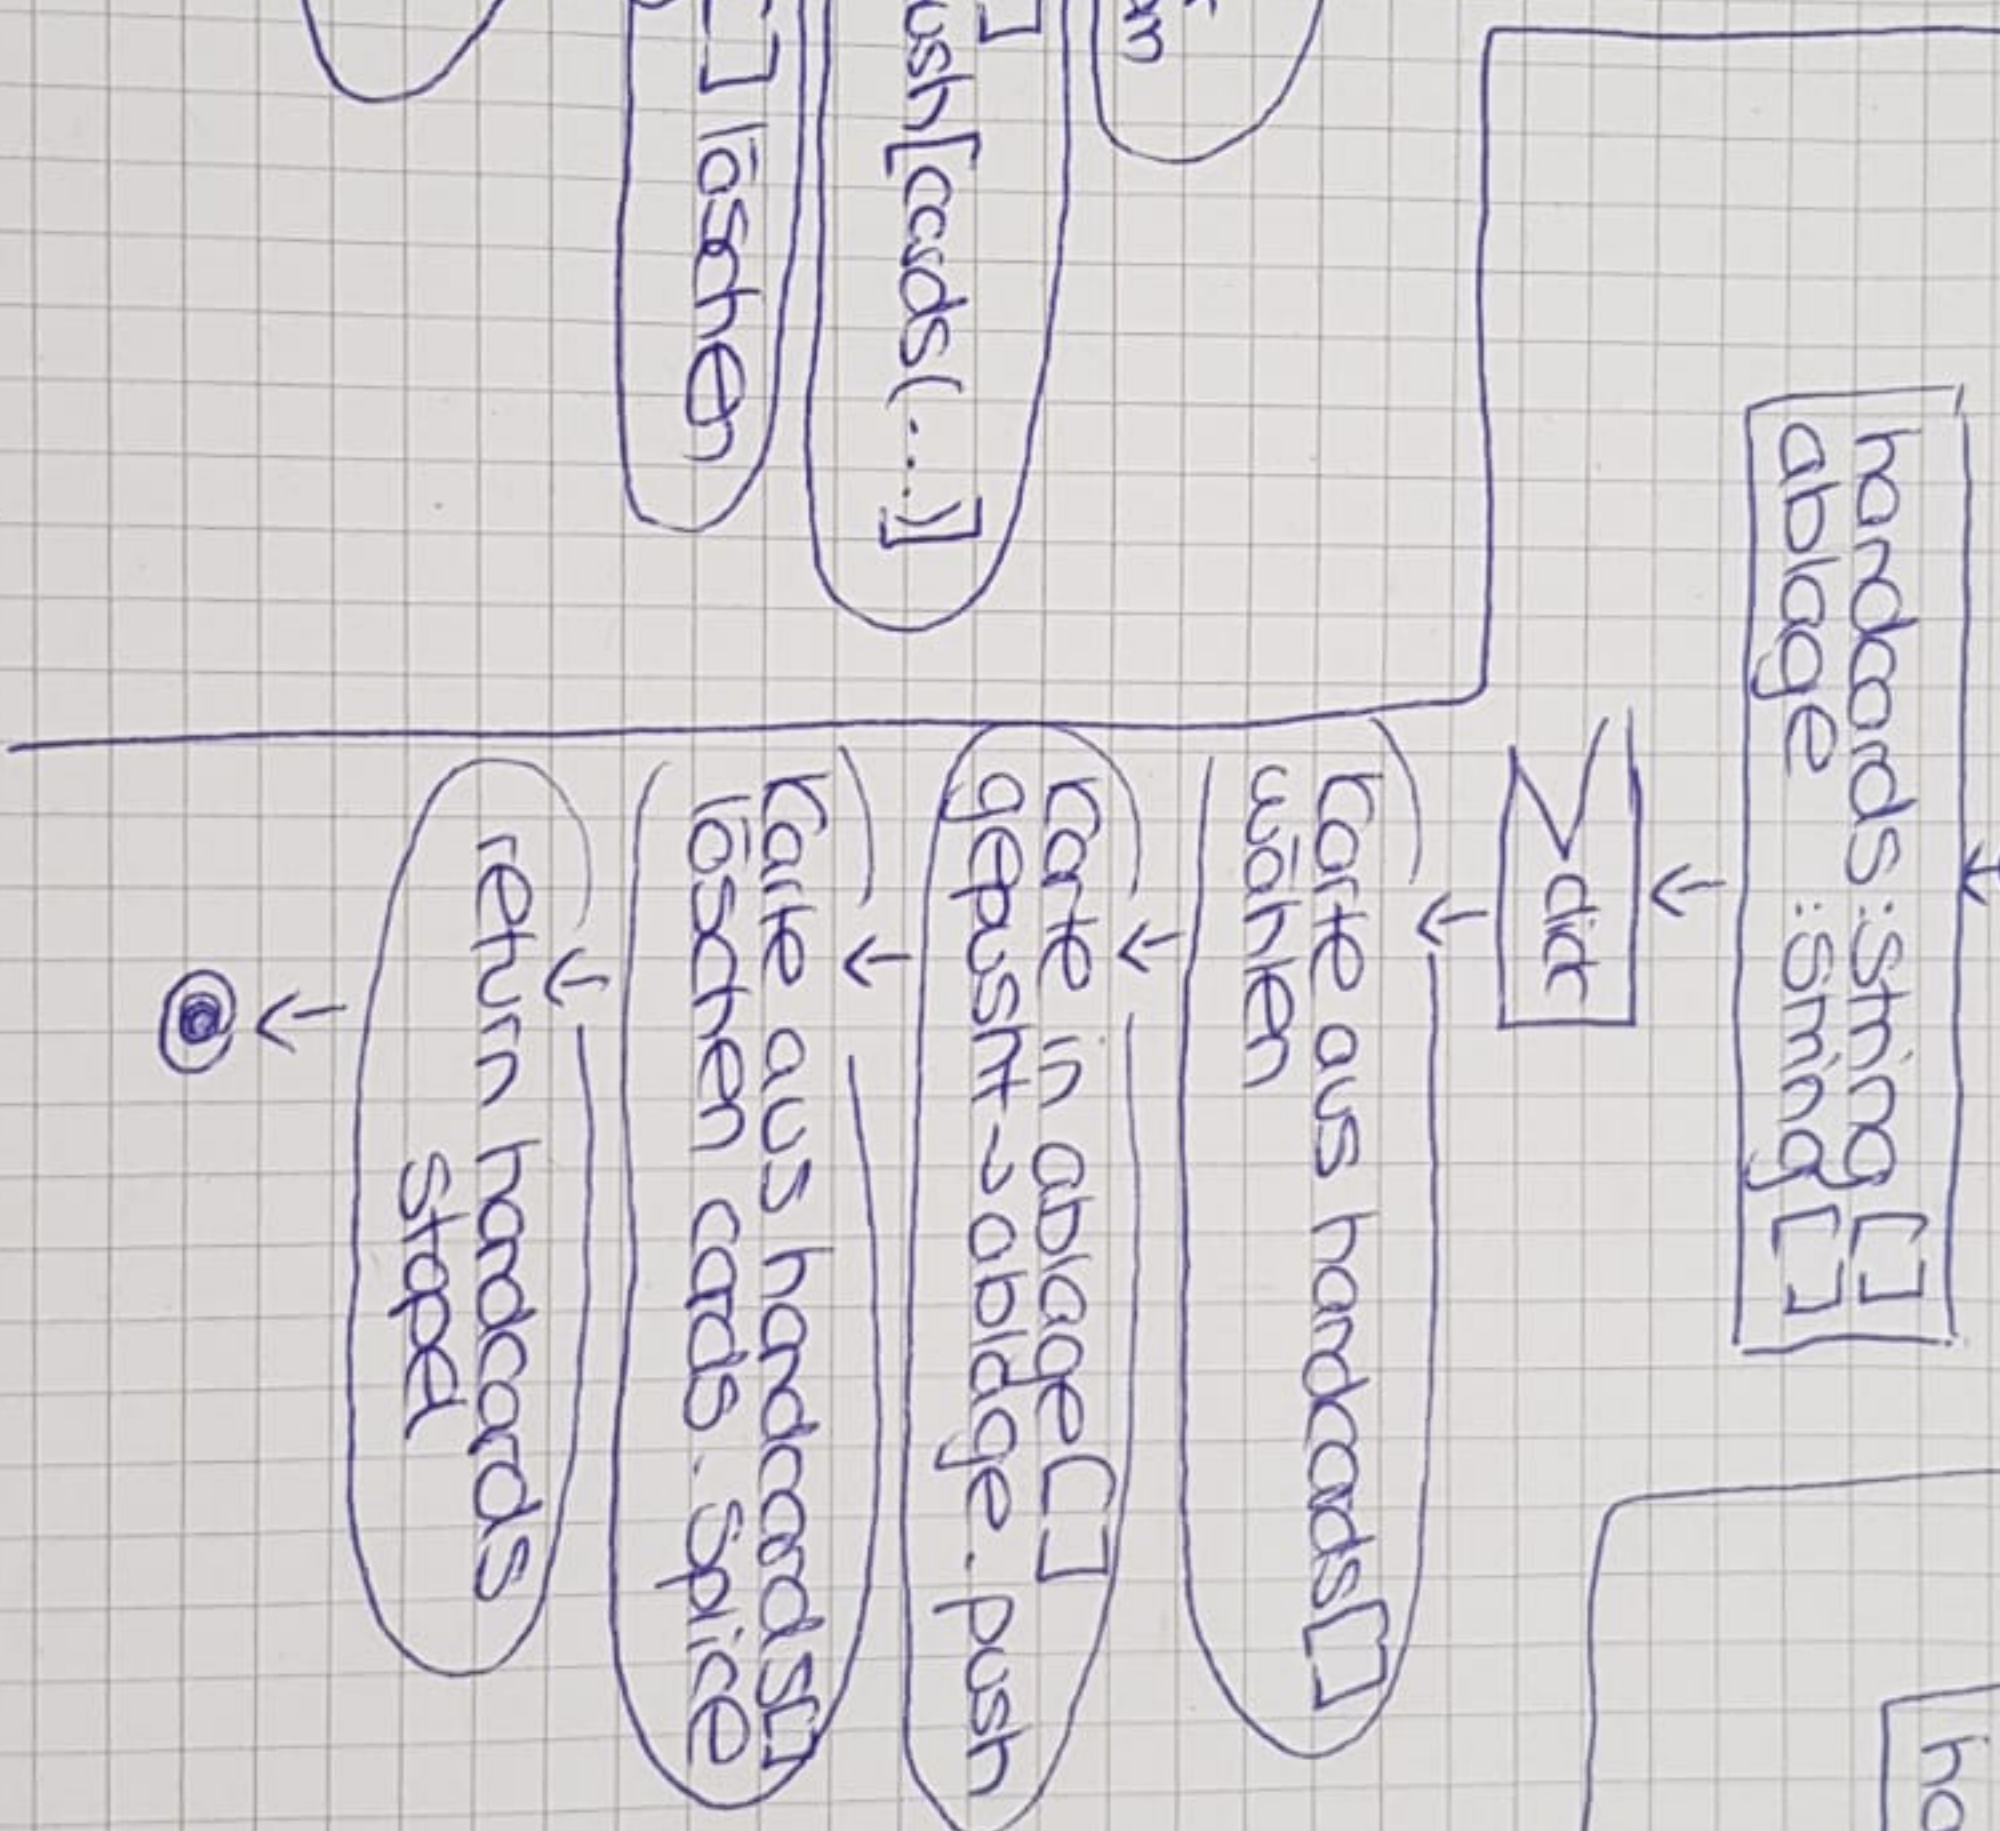 handcards :String []
ablage :String []
click
Karte aus handcards[]
wählen
Karte in ablage[]
gepusht → ablage.push
Karte aus handcards[]
löschen cards.Splice
return handcards
Stapel
]
ush[cards(....)]
[] löschen
ha